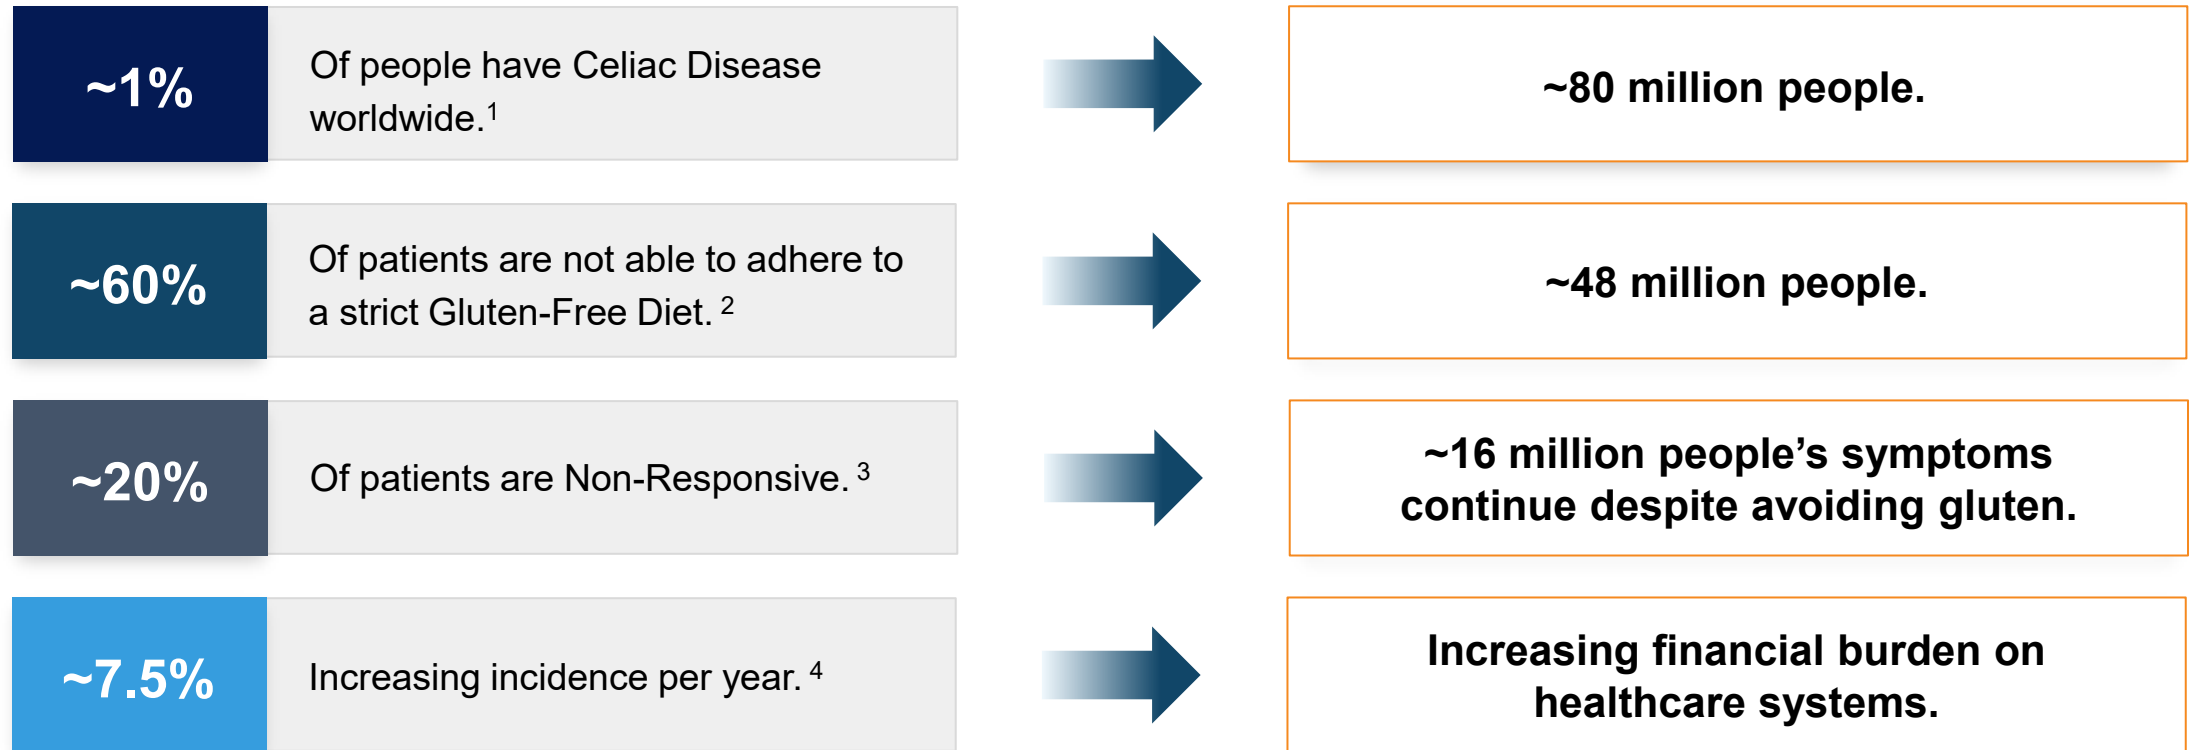 ~1%
Of people have Celiac Disease
worldwide.¹
~80 million people.
~60%
Of patients are not able to adhere to
a strict Gluten-Free Diet. ²
~48 million people.
~20%
Of patients are Non-Responsive. ³
~16 million people’s symptoms
continue despite avoiding gluten.
~7.5%
Increasing incidence per year. ⁴
Increasing financial burden on
healthcare systems.